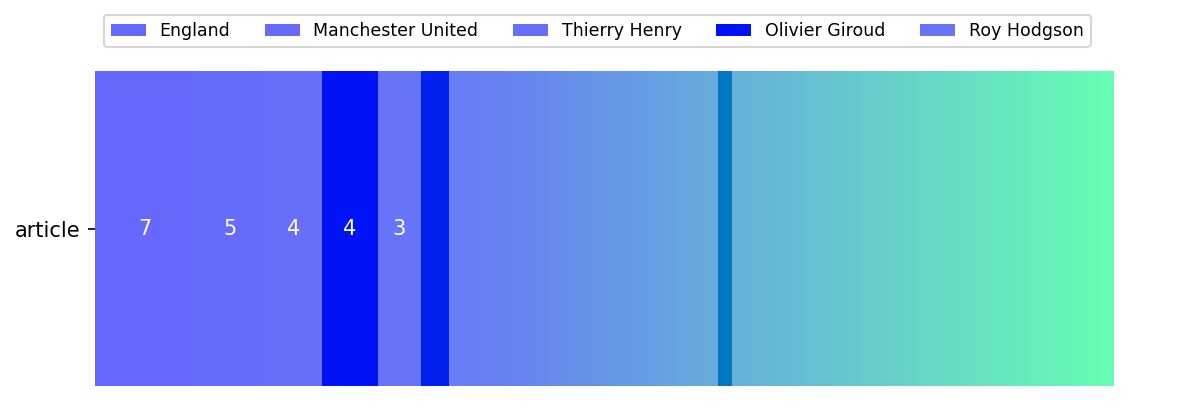 England Manchester United Thierry Henry Olivier Giroud Roy Hodgson
article 7 5 4 4 3